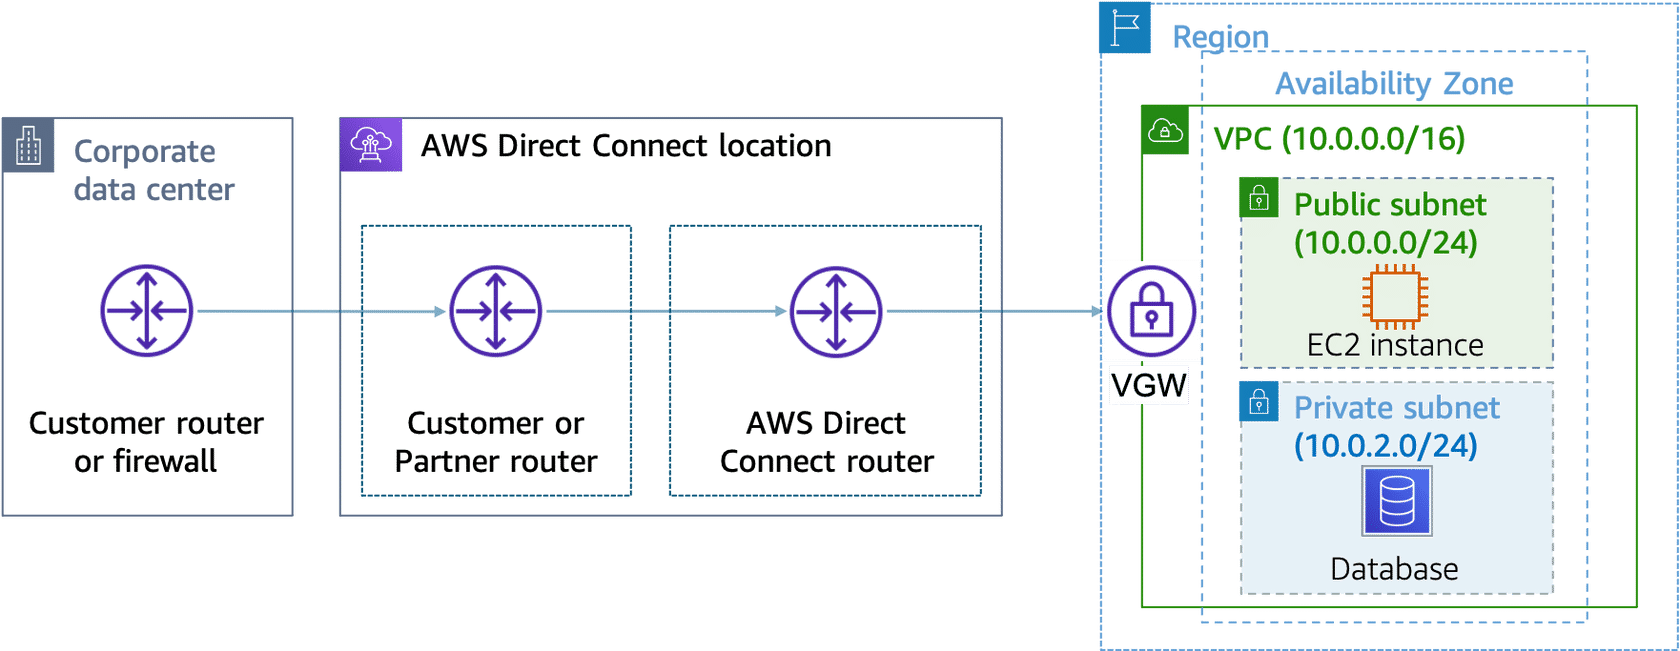 Corporate
data center
Customer router
or firewall
AWS Direct Connect location
Customer or
Partner router
AWS Direct
Connect router
Region
Availability Zone
VPC (10.0.0.0/16)
VGW
Public subnet
(10.0.0.0/24)
EC2 instance
Private subnet
(10.0.2.0/24)
Database